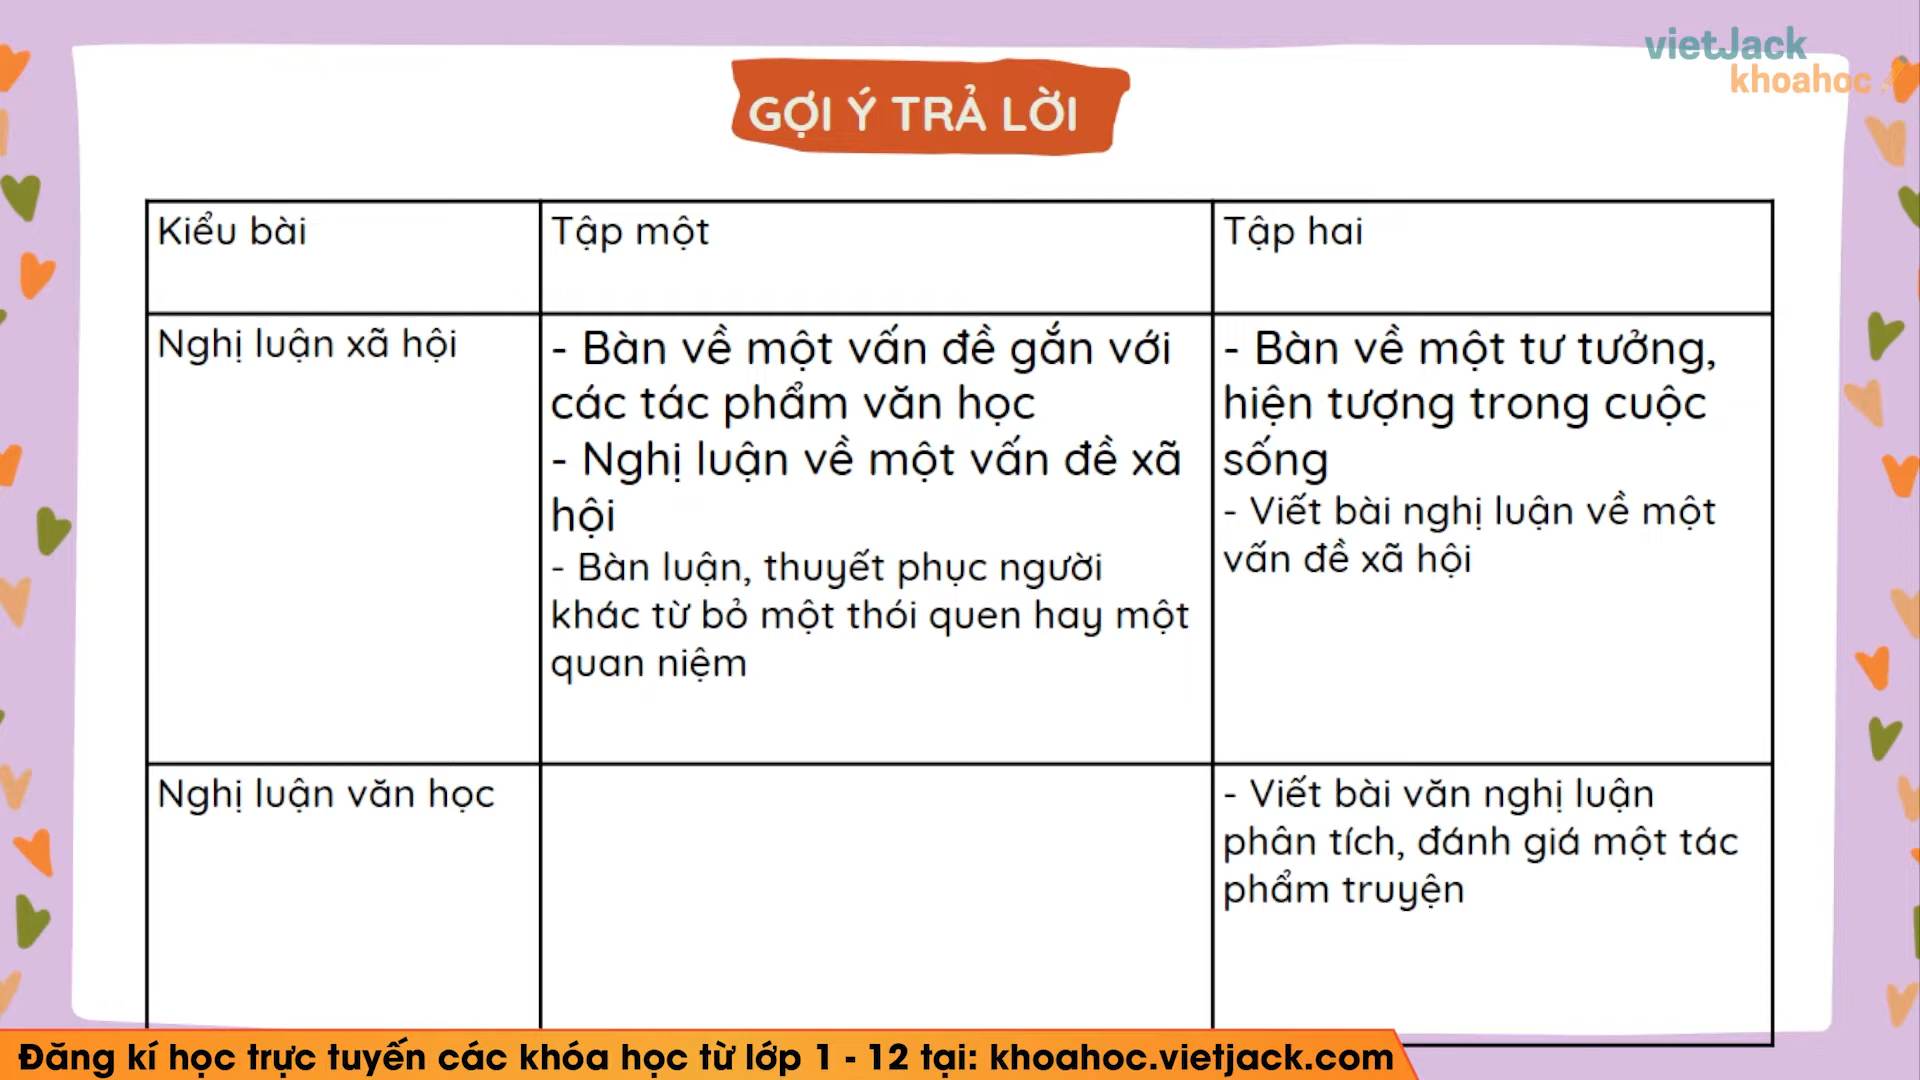 vietJack
khoahoc
GỢI Ý TRẢ LỜI
Kiểu bài
Tập một
Tập hai
Nghị luận xã hội
- Bàn về một vấn đề gắn với
các tác phẩm văn học
- Nghị luận về một vấn đề xã
hội
- Bàn luận, thuyết phục người
khác từ bỏ một thói quen hay một
quan niệm
- Bàn về một tư tưởng,
hiện tượng trong cuộc
sống
- Viết bài nghị luận về một
vấn đề xã hội
Nghị luận văn học
- Viết bài văn nghị luận
phân tích, đánh giá một tác
phẩm truyện
Đăng kí học trực tuyến các khóa học từ lớp 1 - 12 tại: khoahoc.vietjack.com